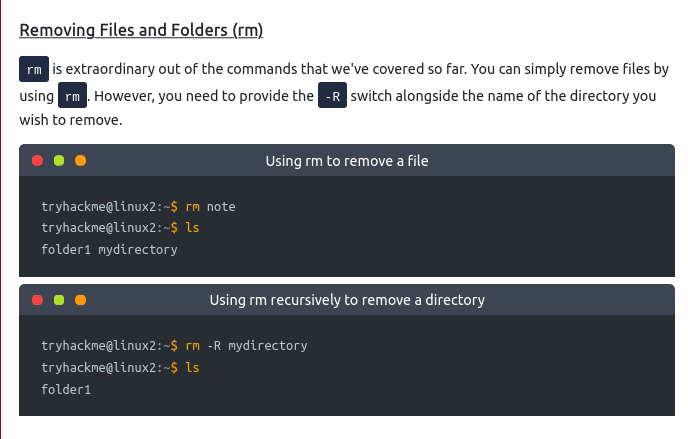 Removing Files and Folders (rm)
rm is extraordinary out of the commands that we've covered so far. You can simply remove files by
using rm. However, you need to provide the -R switch alongside the name of the directory you
wish to remove.
Using rm to remove a file
tryhackme@linux2:~$ rm note
tryhackme@linux2:~$ ls
folder1 mydirectory
Using rm recursively to remove a directory
tryhackme@linux2:~$ rm -R mydirectory
tryhackme@linux2:~$ ls
folder1